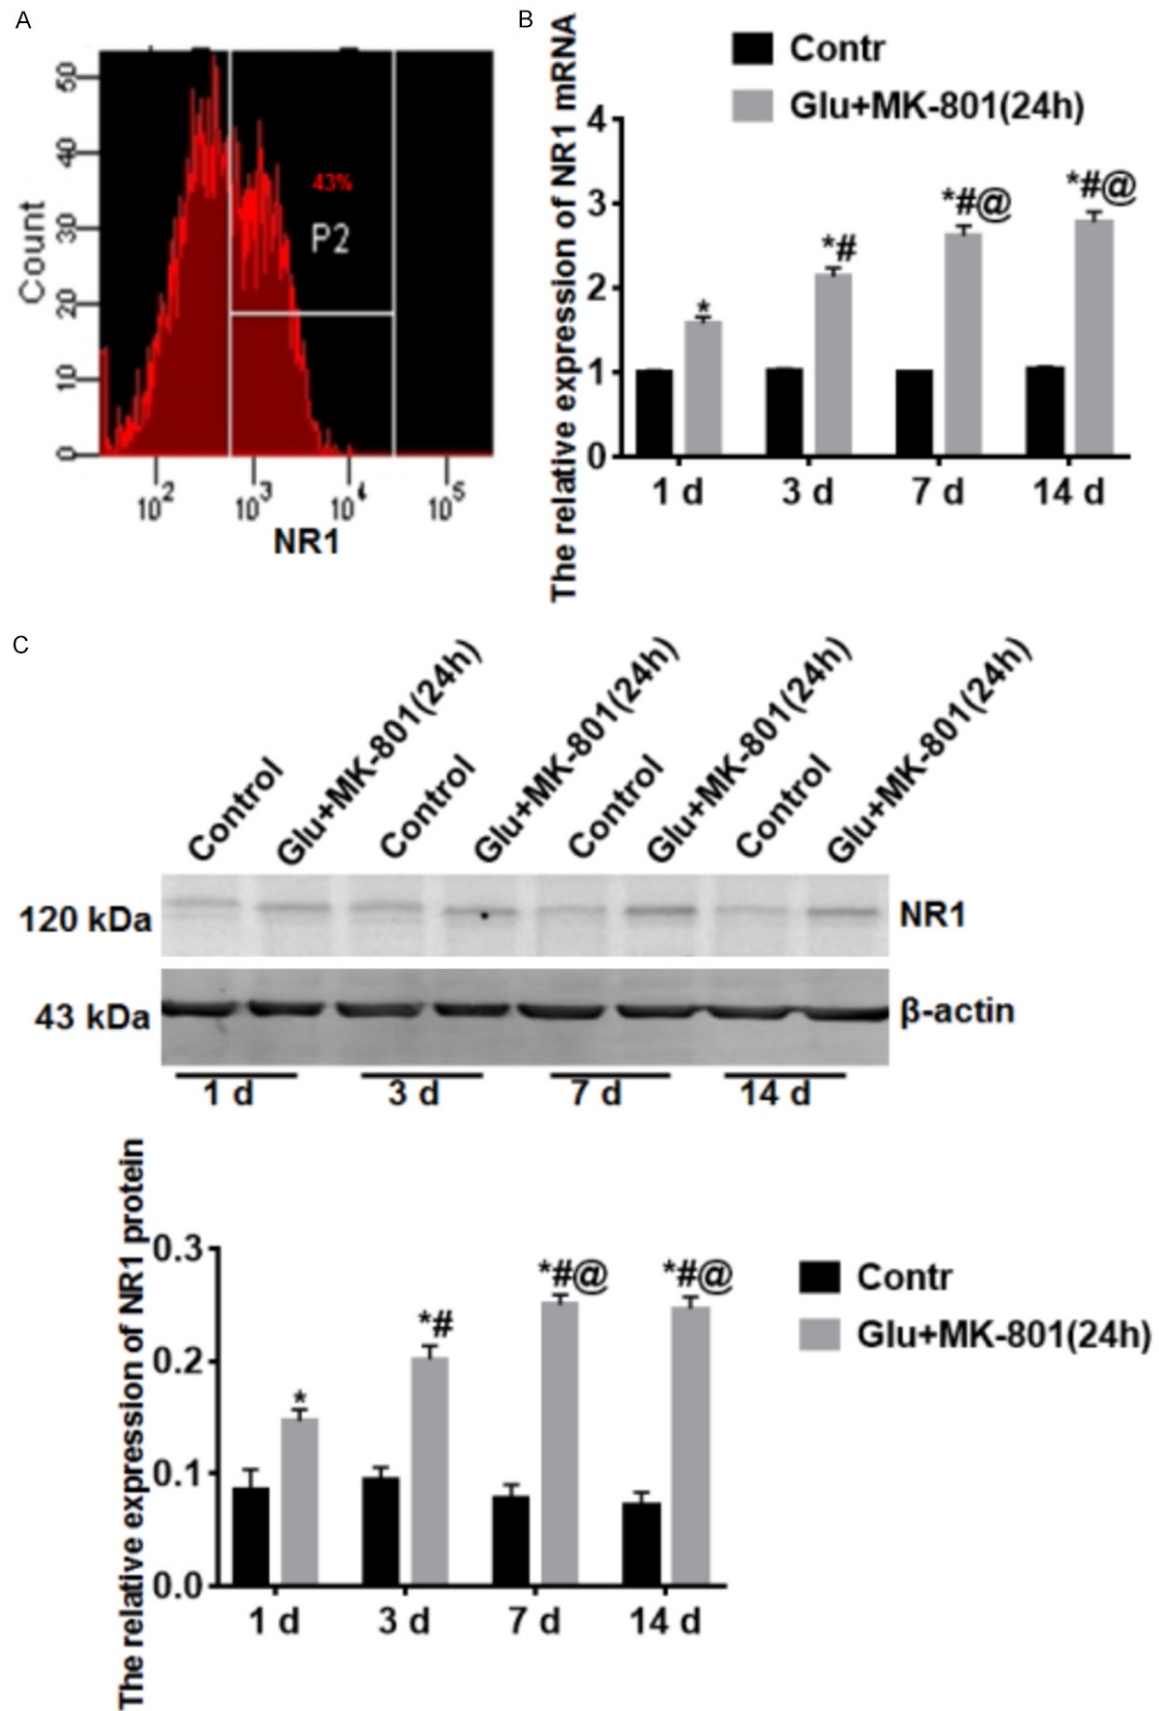 A
50
40
30
20
10
0
Count
43%
P2
10² 10³ 10⁴ 10⁵
NR1
B
Contr
Glu+MK-801(24h)
The relative expression of NR1 mRNA
4
3
2
1
0
*
*#
*#@
*#@
1 d 3 d 7 d 14 d
C
Control Glu+MK-801(24h) Control Glu+MK-801(24h) Control Glu+MK-801(24h) Control Glu+MK-801(24h)
120 kDa NR1
43 kDa β-actin
1 d 3 d 7 d 14 d
The relative expression of NR1 protein
0.3
0.2
0.1
0.0
*
*#
*#@
*#@
1 d 3 d 7 d 14 d
Contr
Glu+MK-801(24h)